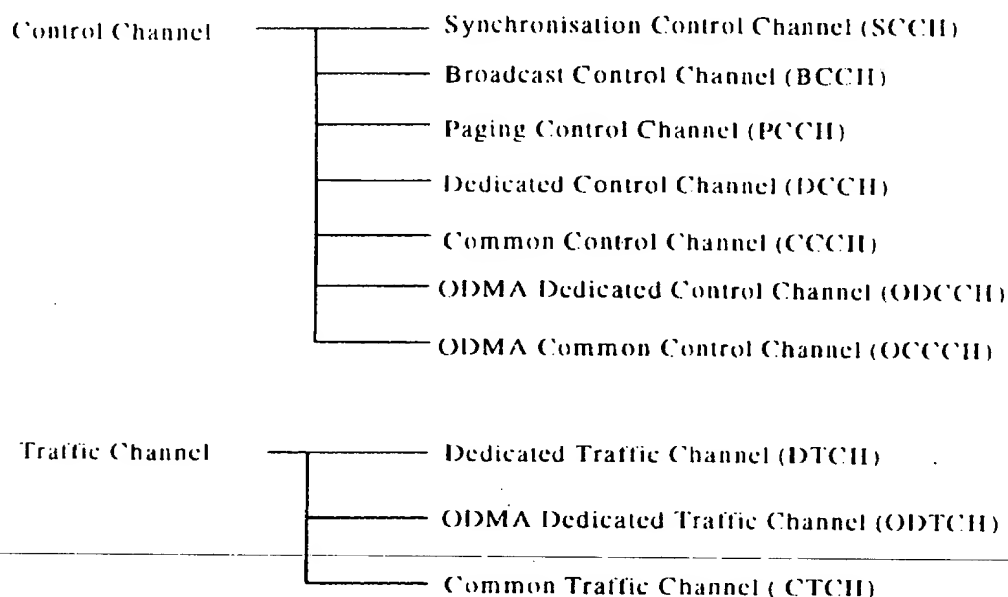 Control Channel
Synchronisation Control Channel (SCCH)
Broadcast Control Channel (BCCH)
Paging Control Channel (PCCH)
Dedicated Control Channel (DCCH)
Common Control Channel (CCCH)
ODMA Dedicated Control Channel (ODCCH)
ODMA Common Control Channel (OCCCH)
Traffic Channel
Dedicated Traffic Channel (DTCH)
ODMA Dedicated Traffic Channel (ODTCH)
Common Traffic Channel ( CTCH)